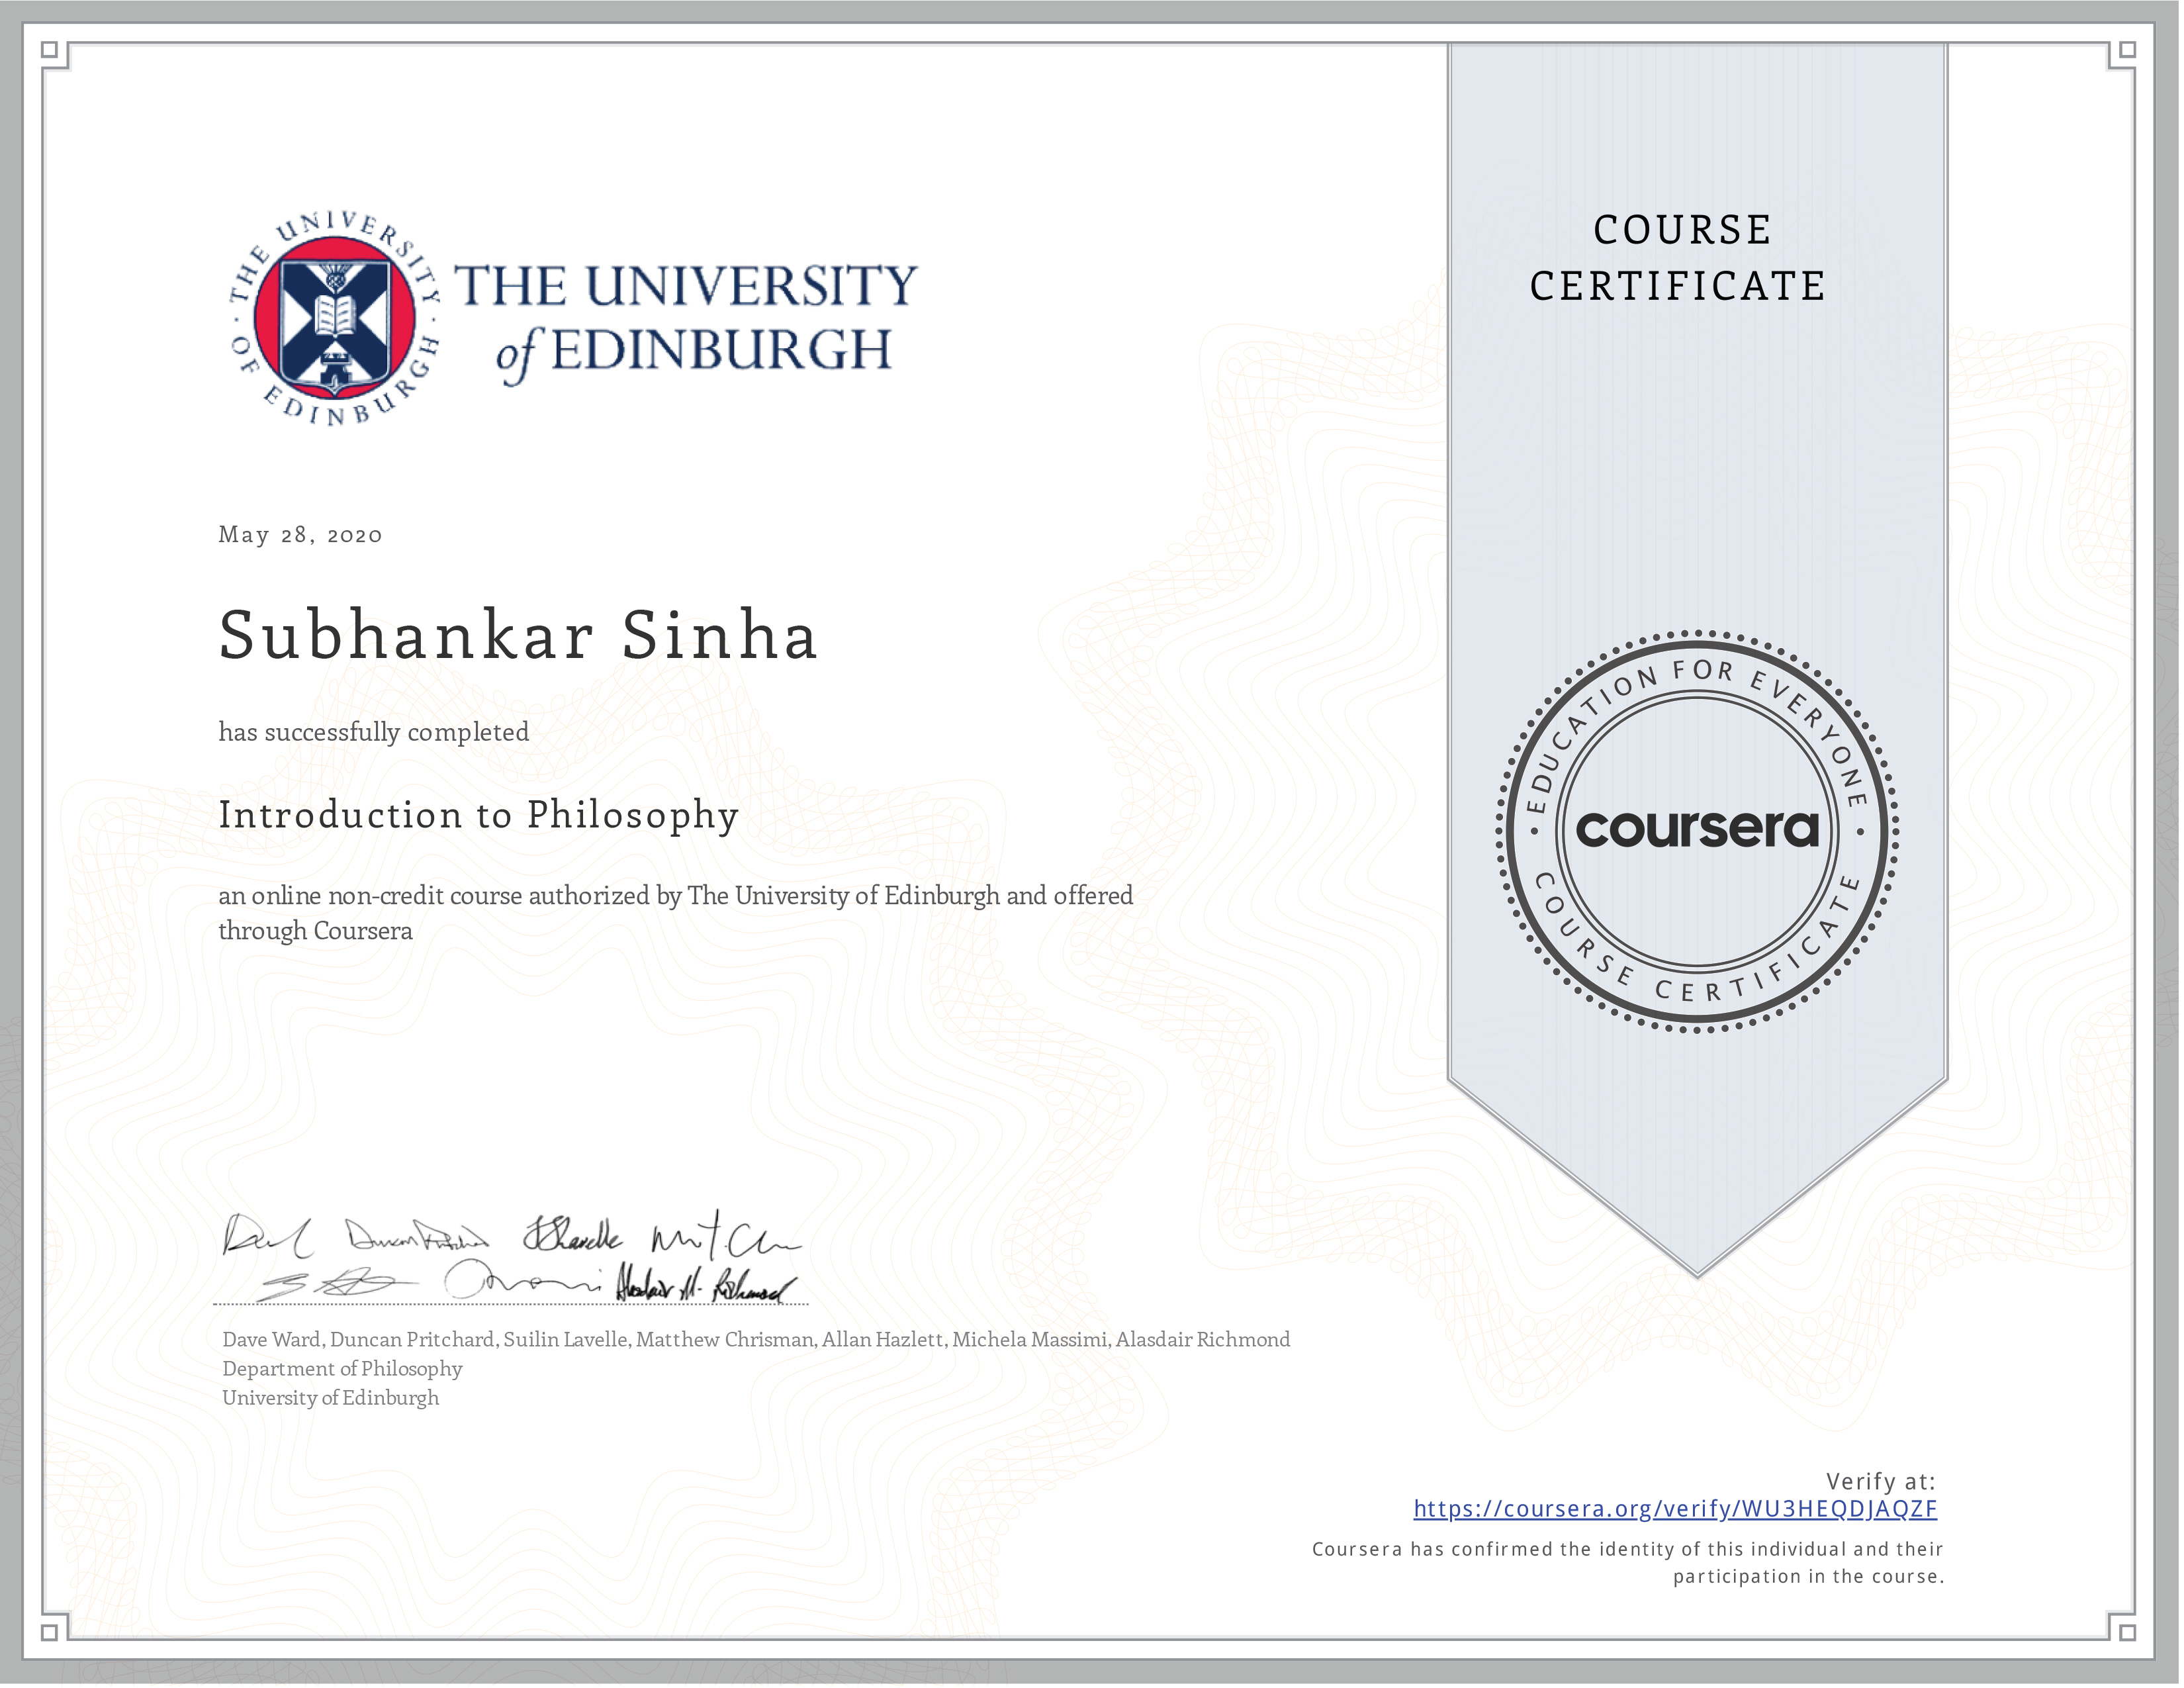 THE UNIVERSITY OF EDINBURGH
THE UNIVERSITY
of EDINBURGH
COURSE
CERTIFICATE
May 28, 2020
Subhankar Sinha
has successfully completed
Introduction to Philosophy
an online non-credit course authorized by The University of Edinburgh and offered
through Coursera
EDUCATION FOR EVERYONE
coursera
COURSE CERTIFICATE
Dave Ward, Duncan Pritchard, Suilin Lavelle, Matthew Chrisman, Allan Hazlett, Michela Massimi, Alasdair Richmond
Department of Philosophy
University of Edinburgh
Verify at:
https://coursera.org/verify/WU3HEQDJAQZF
Coursera has confirmed the identity of this individual and their
participation in the course.